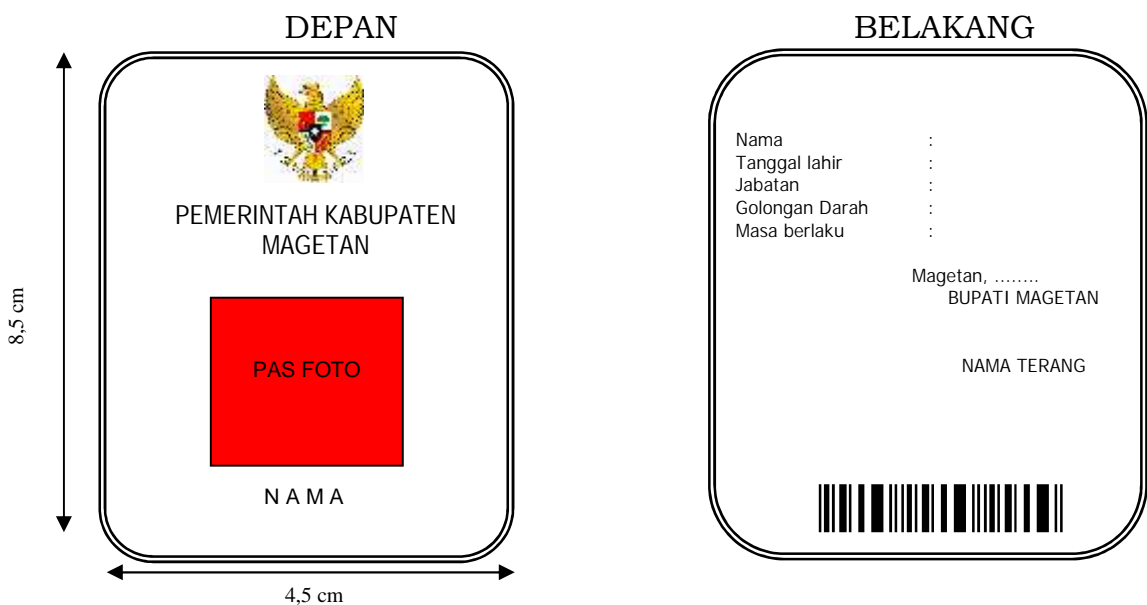 DEPAN
PEMERINTAH KABUPATEN
MAGETAN
PAS FOTO
N A M A
8,5 cm
4,5 cm
BELAKANG
Nama :
Tanggal lahir :
Jabatan :
Golongan Darah :
Masa berlaku :
Magetan, ........
BUPATI MAGETAN
NAMA TERANG